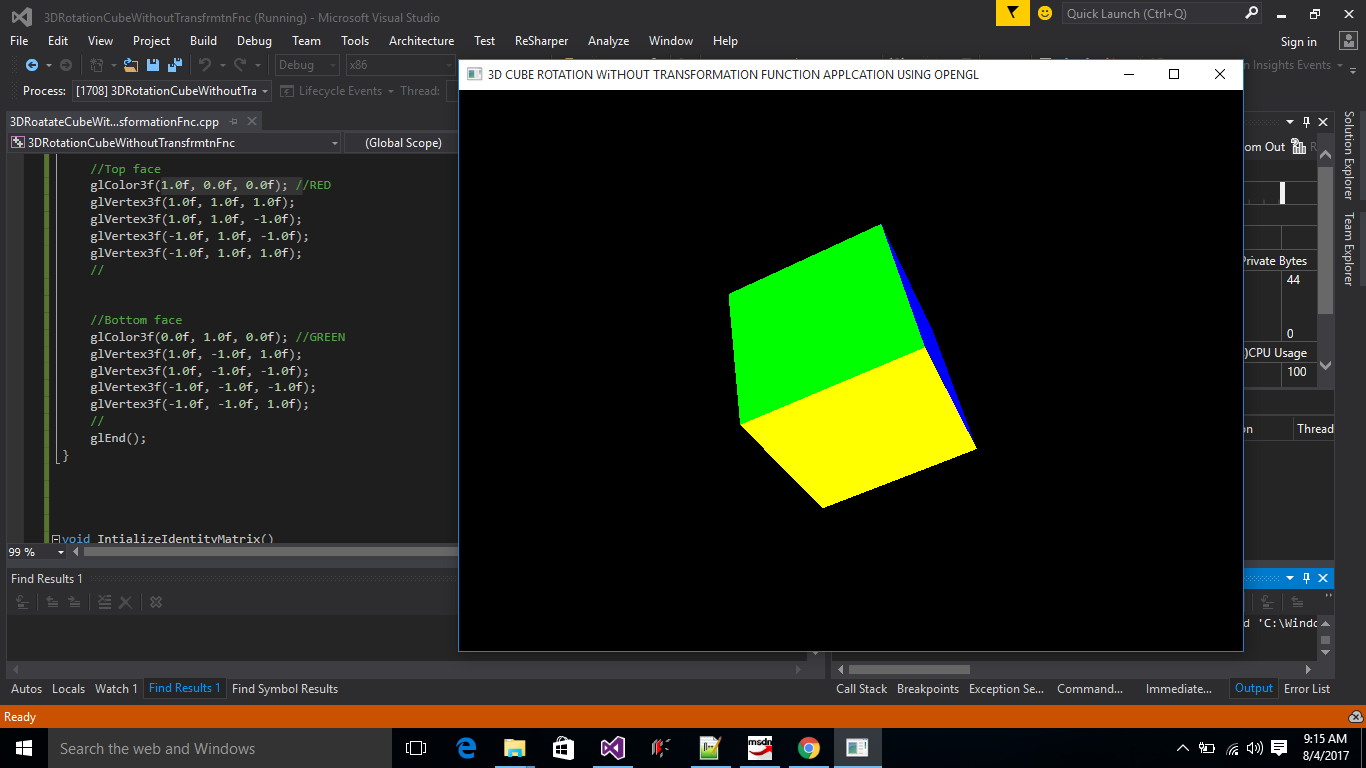 3DRotationCubeWithoutTransfrmtnFnc (Running) - Microsoft Visual Studio
Quick Launch (Ctrl+Q)
File Edit View Project Build Debug Team Tools Architecture Test ReSharper Analyze Window Help
Sign in
Debug x86
n Insights Events
Process: [1708] 3DRotationCubeWithoutTra Lifecycle Events Thread:
3D CUBE ROTATION WiTHOUT TRANSFORMATION FUNCTION APPLCATION USING OPENGL
3DRoatateCubeWit...sformationFnc.cpp
3DRotationCubeWithoutTransfrmtnFnc (Global Scope)
//Top face
glColor3f(1.0f, 0.0f, 0.0f); //RED
glVertex3f(1.0f, 1.0f, 1.0f);
glVertex3f(1.0f, 1.0f, -1.0f);
glVertex3f(-1.0f, 1.0f, -1.0f);
glVertex3f(-1.0f, 1.0f, 1.0f);
//
//Bottom face
glColor3f(0.0f, 1.0f, 0.0f); //GREEN
glVertex3f(1.0f, -1.0f, 1.0f);
glVertex3f(1.0f, -1.0f, -1.0f);
glVertex3f(-1.0f, -1.0f, -1.0f);
glVertex3f(-1.0f, -1.0f, 1.0f);
//
glEnd();
}
void IntializeIdentityMatrix()
99 %
om Out
Private Bytes
44
0
)CPU Usage
100
on Thread
Solution Explorer
Team Explorer
Find Results 1
d 'C:\Windo
Autos Locals Watch 1 Find Results 1 Find Symbol Results
Call Stack Breakpoints Exception Se... Command... Immediate... Output Error List
Ready
Search the web and Windows
msdn
9:15 AM
8/4/2017